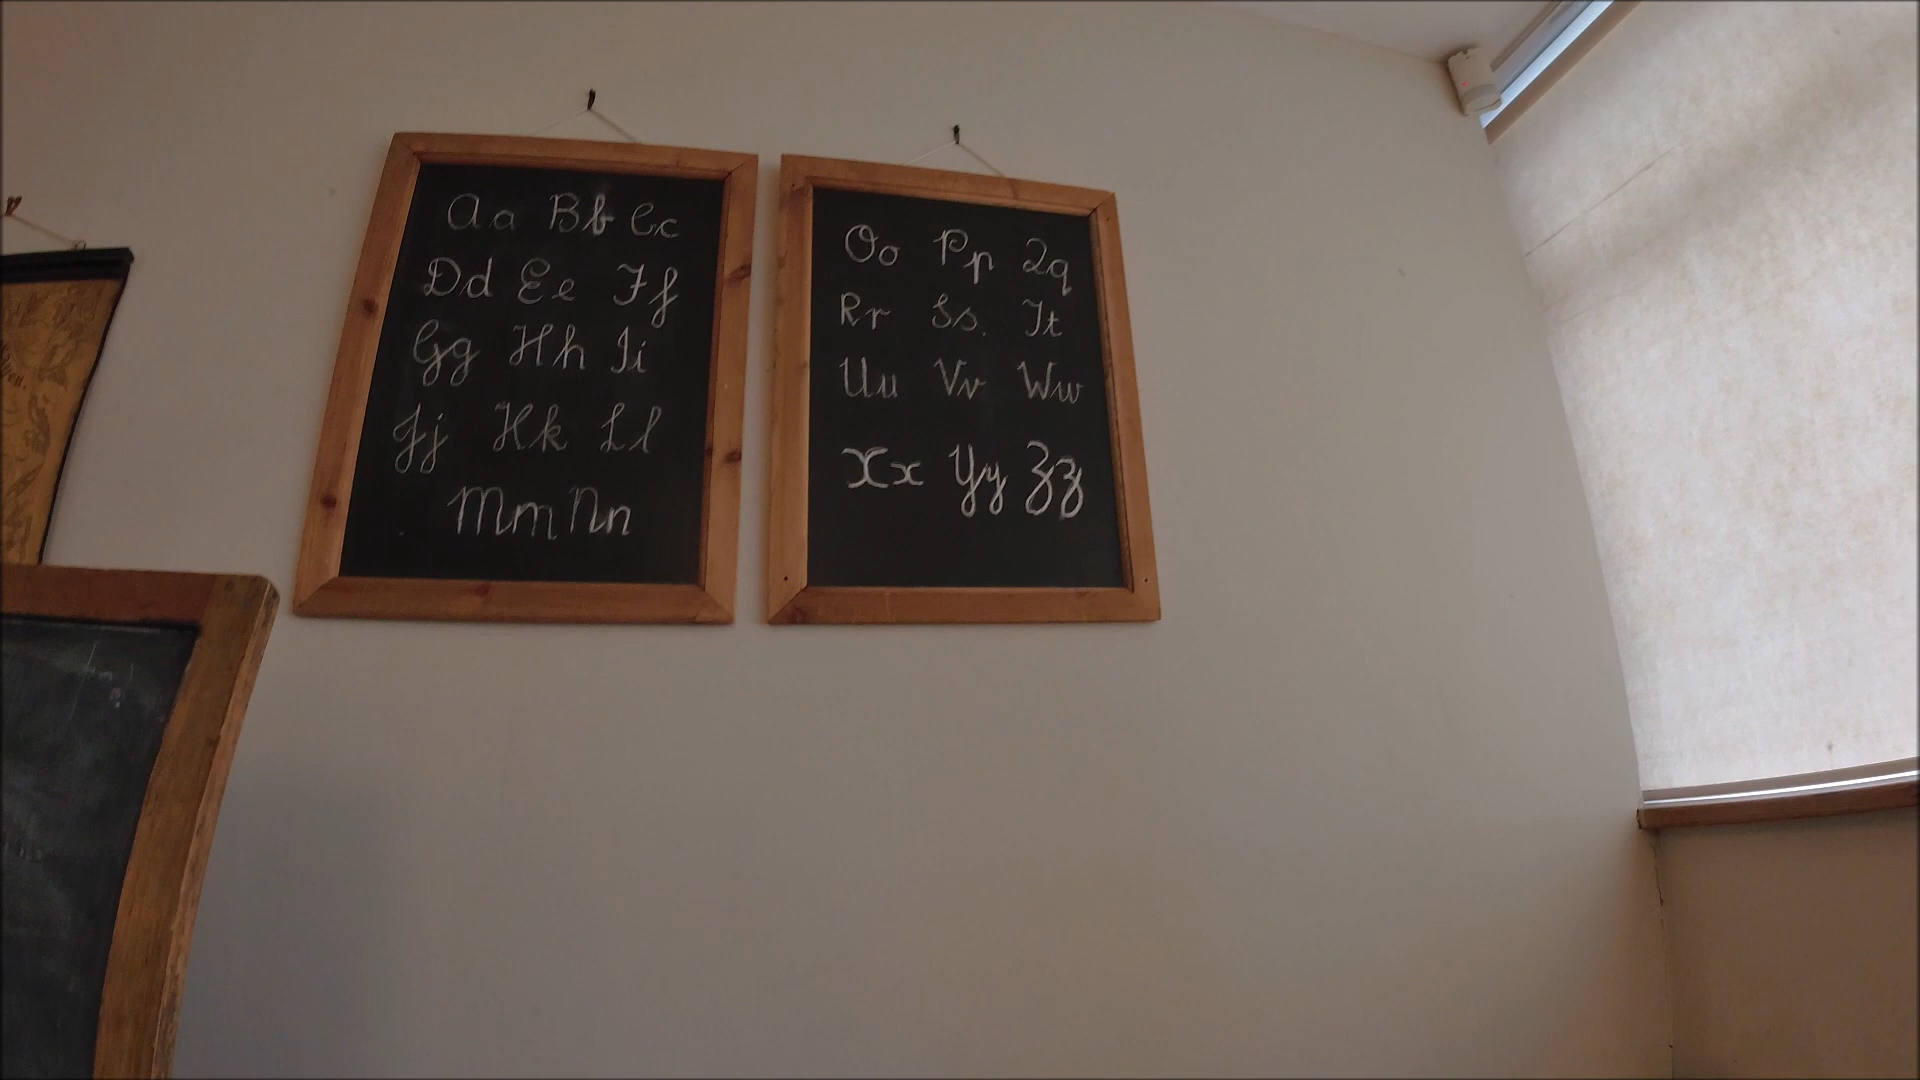 Aa Bb Cc
Dd Ee Ff
Gg Hh Ii
Jj Kk Ll
Mm Nn
Oo Pp Qq
Rr Ss. Tt
Uu Vv Ww
Xx Yy Zz